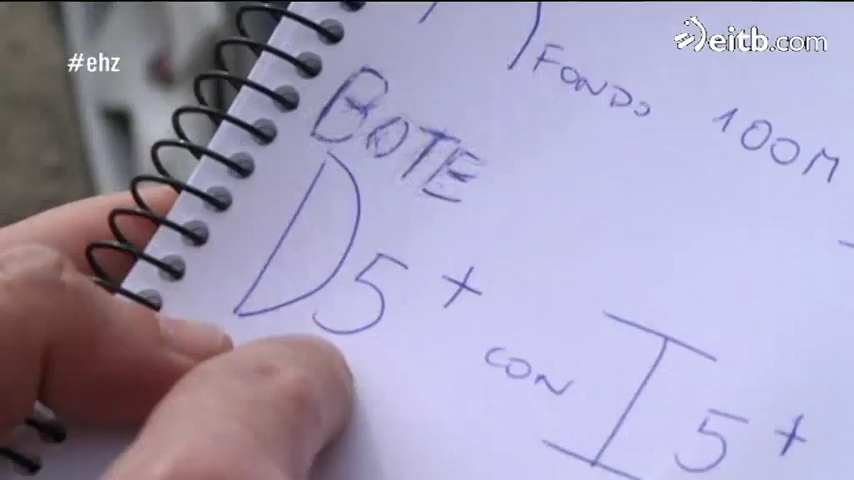 #ehz
eitb.com
FONDO 100M
BOTE
D5+ CON I5+